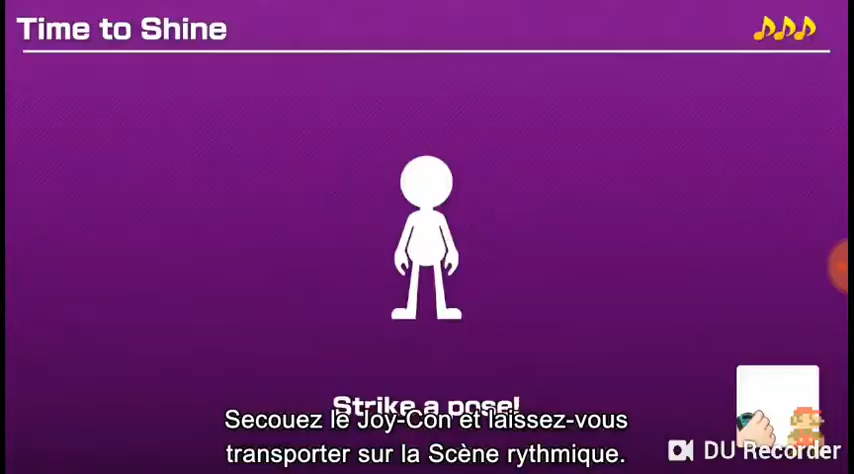 Time to Shine
Strike a pose!
Secouez le Joy-Con et laissez-vous
transporter sur la Scène rythmique.
DU Recorder